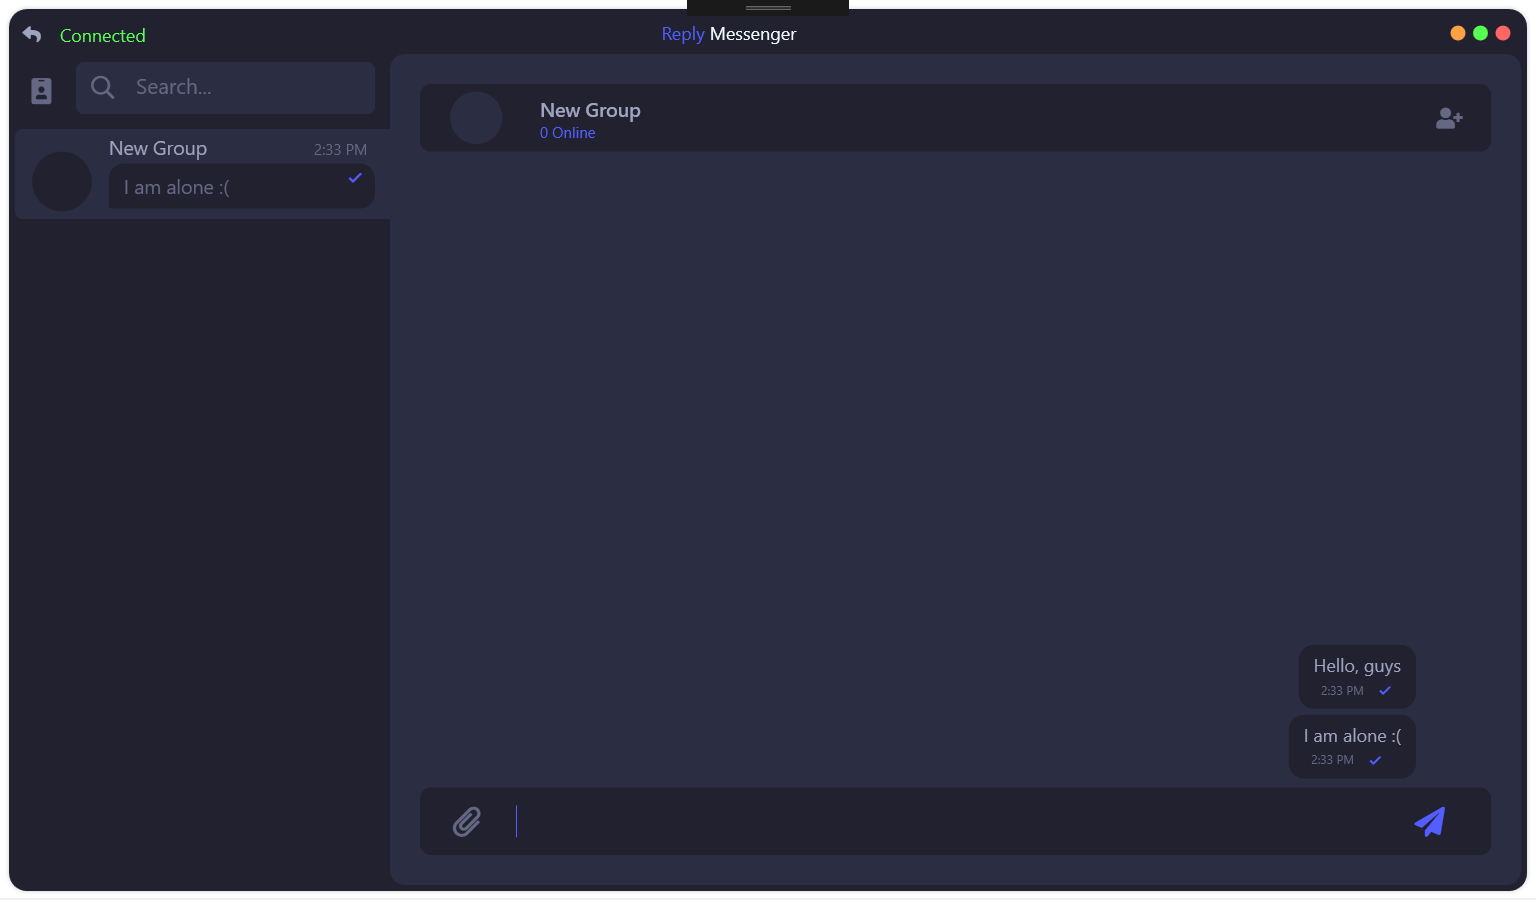 Connected
Reply Messenger
Search...
New Group
2:33 PM
I am alone :(
New Group
0 Online
Hello, guys
2:33 PM
I am alone :(
2:33 PM